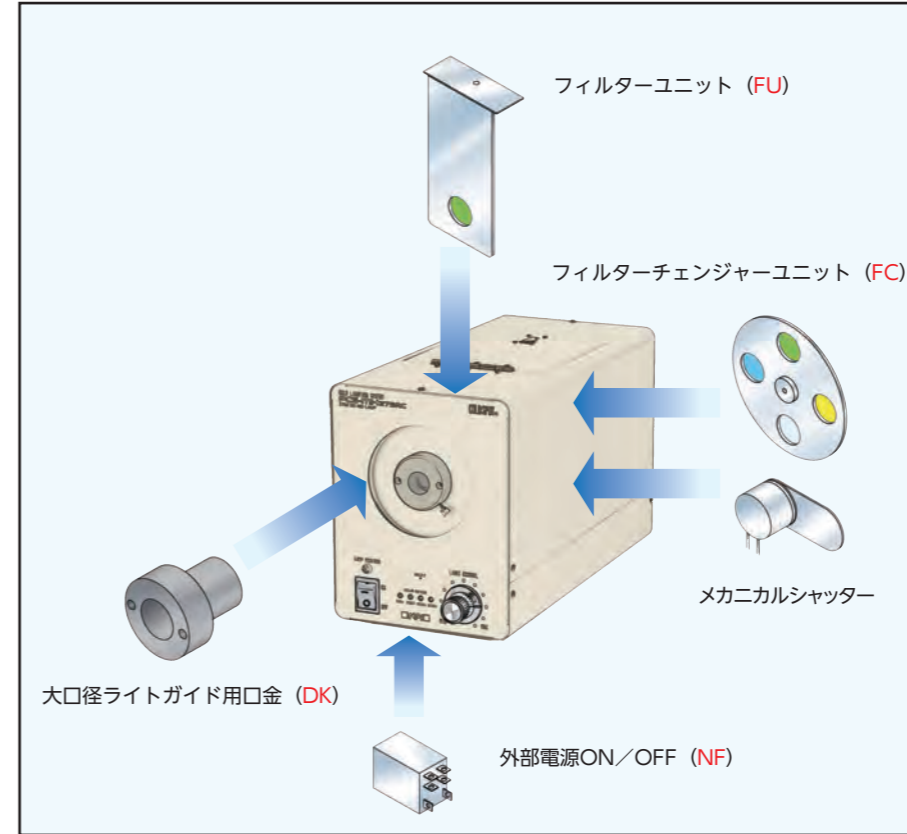 フィルターユニット（FU）
フィルターチェンジャーユニット（FC）
メカニカルシャッター
大口径ライトガイド用口金（DK）
外部電源ON／OFF（NF）